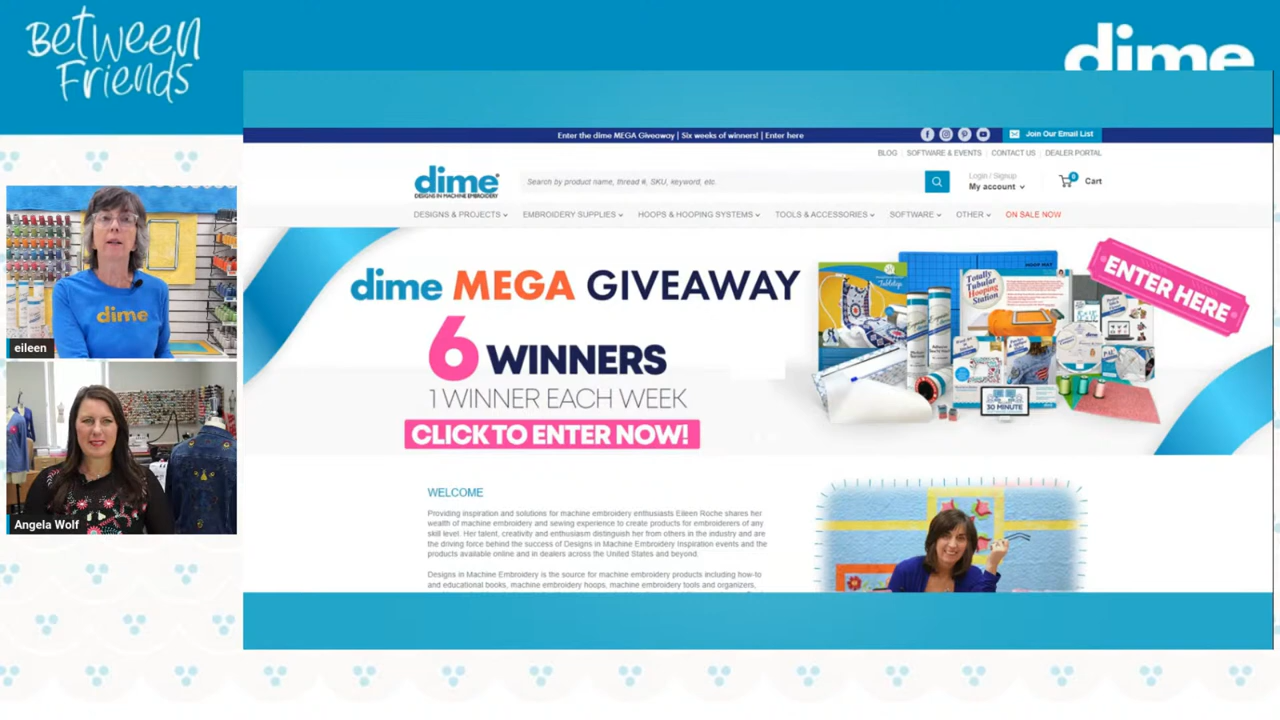 Between
Friends
dime
Enter the dime MEGA Giveaway | Six weeks of winners! | Enter here
Join Our Email List
BLOG
SOFTWARE & EVENTS
CONTACT US
DEALER PORTAL
dime
DESIGNS IN MACHINE EMBROIDERY
Search by product name, thread #, SKU, keyword, etc.
Login / Signup
My account
0
Cart
DESIGNS & PROJECTS
EMBROIDERY SUPPLIES
HOOPS & HOOPING SYSTEMS
TOOLS & ACCESSORIES
SOFTWARE
OTHER
ON SALE NOW
dime MEGA GIVEAWAY
6 WINNERS
1 WINNER EACH WEEK
CLICK TO ENTER NOW!
ENTER HERE
Totally
Tubular
Hooping
Station
30 MINUTE
dime
eileen
Angela Wolf
WELCOME
Providing inspiration and solutions for machine embroidery enthusiasts Eileen Roche shares her
wealth of machine embroidery and sewing experience to create products for embroiderers of any
skill level. Her talent, creativity and enthusiasm distinguish her from others in the industry and are
the driving force behind the success of Designs in Machine Embroidery Inspiration events and the
products available online and in dealers across the United States and beyond.
Designs in Machine Embroidery is the source for machine embroidery products including how-to
and educational books, machine embroidery hoops, machine embroidery tools and organizers,